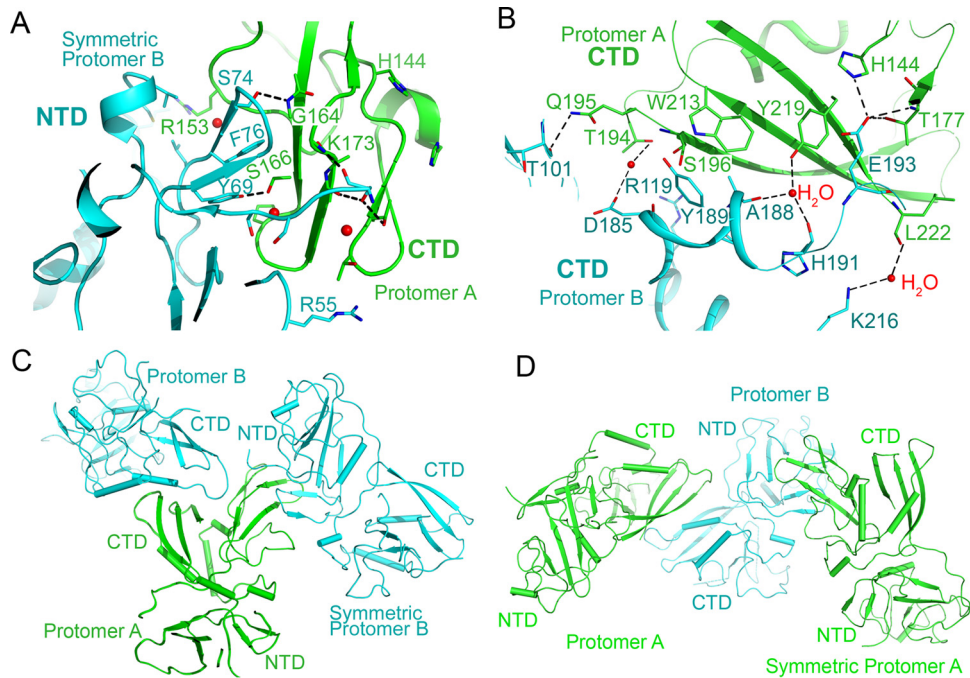 A
Symmetric
Protomer B
NTD
S74
H144
R153
G164
F76
K173
S166
Y69
CTD
Protomer A
R55
B
Protomer A
CTD
H144
Q195
W213
Y219
T194
T177
S196
T101
E193
R119
H₂O
A188
Y189
D185
L222
H191
CTD
Protomer B
H₂O
K216
C
Protomer B
CTD
NTD
CTD
CTD
Symmetric
Protomer B
Protomer A
NTD
D
Protomer B
NTD
CTD
CTD
NTD
CTD
Protomer A
NTD
Symmetric Protomer A